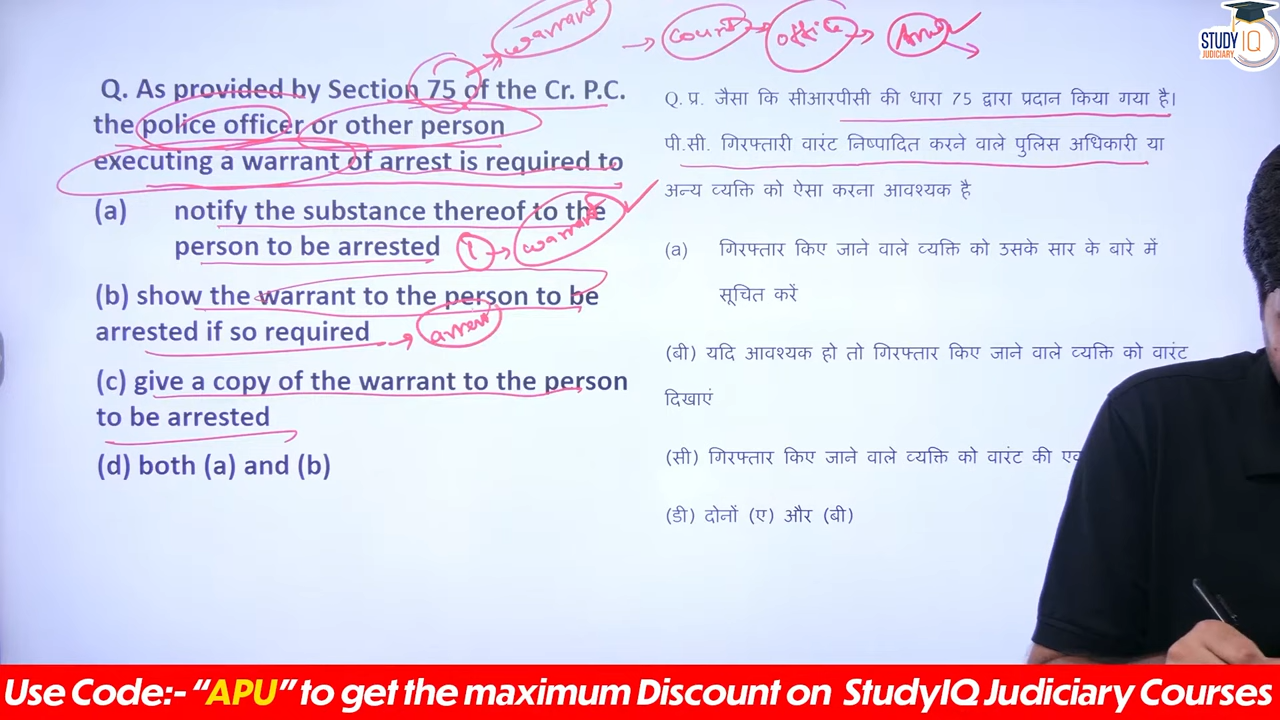 warrant
court office Arrest
STUDY IQ
JUDICIARY
Q. As provided by Section 75 of the Cr. P.C.
the police officer or other person
executing a warrant of arrest is required to
(a) notify the substance thereof to the
person to be arrested 1 warrant
(b) show the warrant to the person to be
arrested if so required arrest
(c) give a copy of the warrant to the person
to be arrested
(d) both (a) and (b)
Q. प्र. जैसा कि सीआरपीसी की धारा 75 द्वारा प्रदान किया गया है।
पी.सी. गिरफ्तारी वारंट निष्पादित करने वाले पुलिस अधिकारी या
अन्य व्यक्ति को ऐसा करना आवश्यक है
(a) गिरफ्तार किए जाने वाले व्यक्ति को उसके सार के बारे में
सूचित करें
(बी) यदि आवश्यक हो तो गिरफ्तार किए जाने वाले व्यक्ति को वारंट
दिखाएं
(सी) गिरफ्तार किए जाने वाले व्यक्ति को वारंट की
(डी) दोनों (ए) और (बी)
Use Code:- “APU” to get the maximum Discount on StudyIQ Judiciary Courses